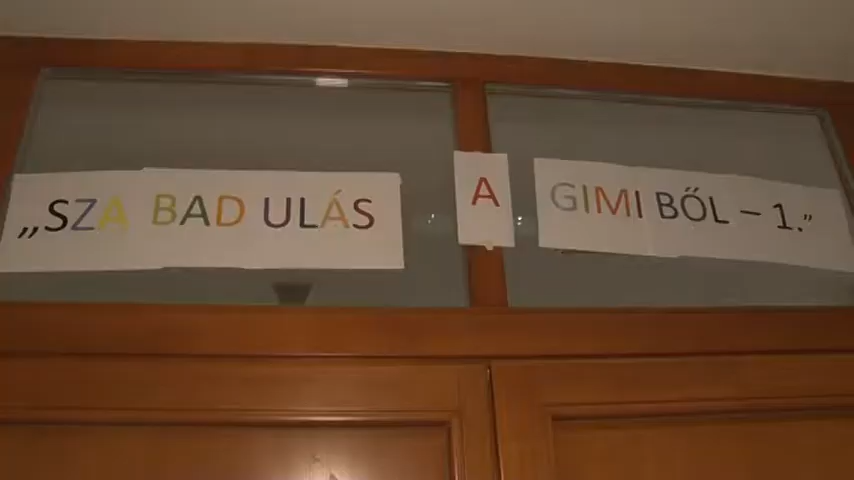 „SZA BAD ULÁS A GIMI BŐL – 1.”